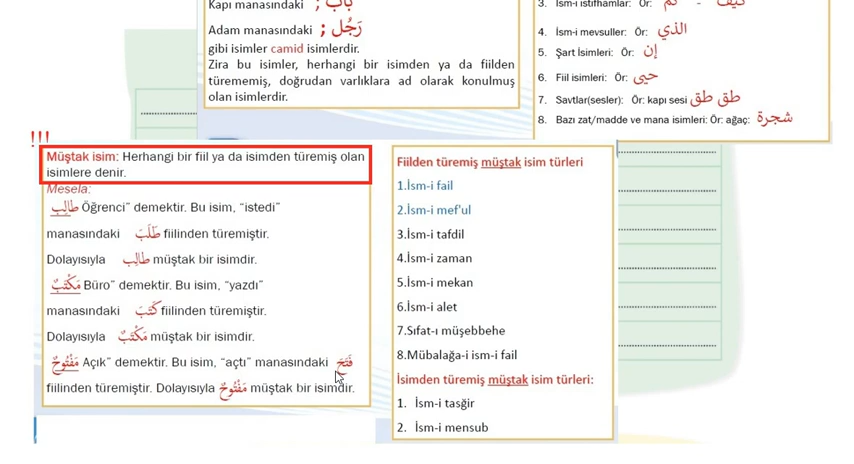 Kapı manasındaki ; بَاب
Adam manasındaki ; رَجُل
gibi isimler camid isimlerdir.
Zira bu isimler, herhangi bir isimden ya da fiilden
türememiş, doğrudan varlıklara ad olarak konulmuş
olan isimlerdir.
3. İsm-i istifhamlar: Ör: كيف - كم
4. İsm-i mevsuller: Ör: الذي
5. Şart İsimleri: Ör: إن
6. Fiil isimleri: Ör: حيى
7. Savtlar(sesler): Ör: kapı sesi طق طق
8. Bazı zat/madde ve mana isimleri: Ör: ağaç: شجرة
!!!
Müştak isim: Herhangi bir fiil ya da isimden türemiş olan
isimlere denir.
Mesela:
طالِب Öğrenci” demektir. Bu isim, “istedi”
manasındaki طَلَبَ fiilinden türemiştir.
Dolayısıyla طالِب müştak bir isimdir.
مَكْتَبٌ Büro” demektir. Bu isim, “yazdı”
manasındaki كَتَبَ fiilinden türemiştir.
Dolayısıyla مَكْتَبٌ müştak bir isimdir.
مَفْتُوحٌ Açık” demektir. Bu isim, “açtı” manasındaki فَتَحَ
fiilinden türemiştir. Dolayısıyla مَفْتُوحٌ müştak bir isimdir.
Fiilden türemiş müştak isim türleri
1.İsm-i fail
2.İsm-i mef'ul
3.İsm-i tafdil
4.İsm-i zaman
5.İsm-i mekan
6.İsm-i alet
7.Sıfat-ı müşebbehe
8.Mübalağa-i ism-i fail
İsimden türemiş müştak isim türleri:
1. İsm-i tasğir
2. İsm-i mensub